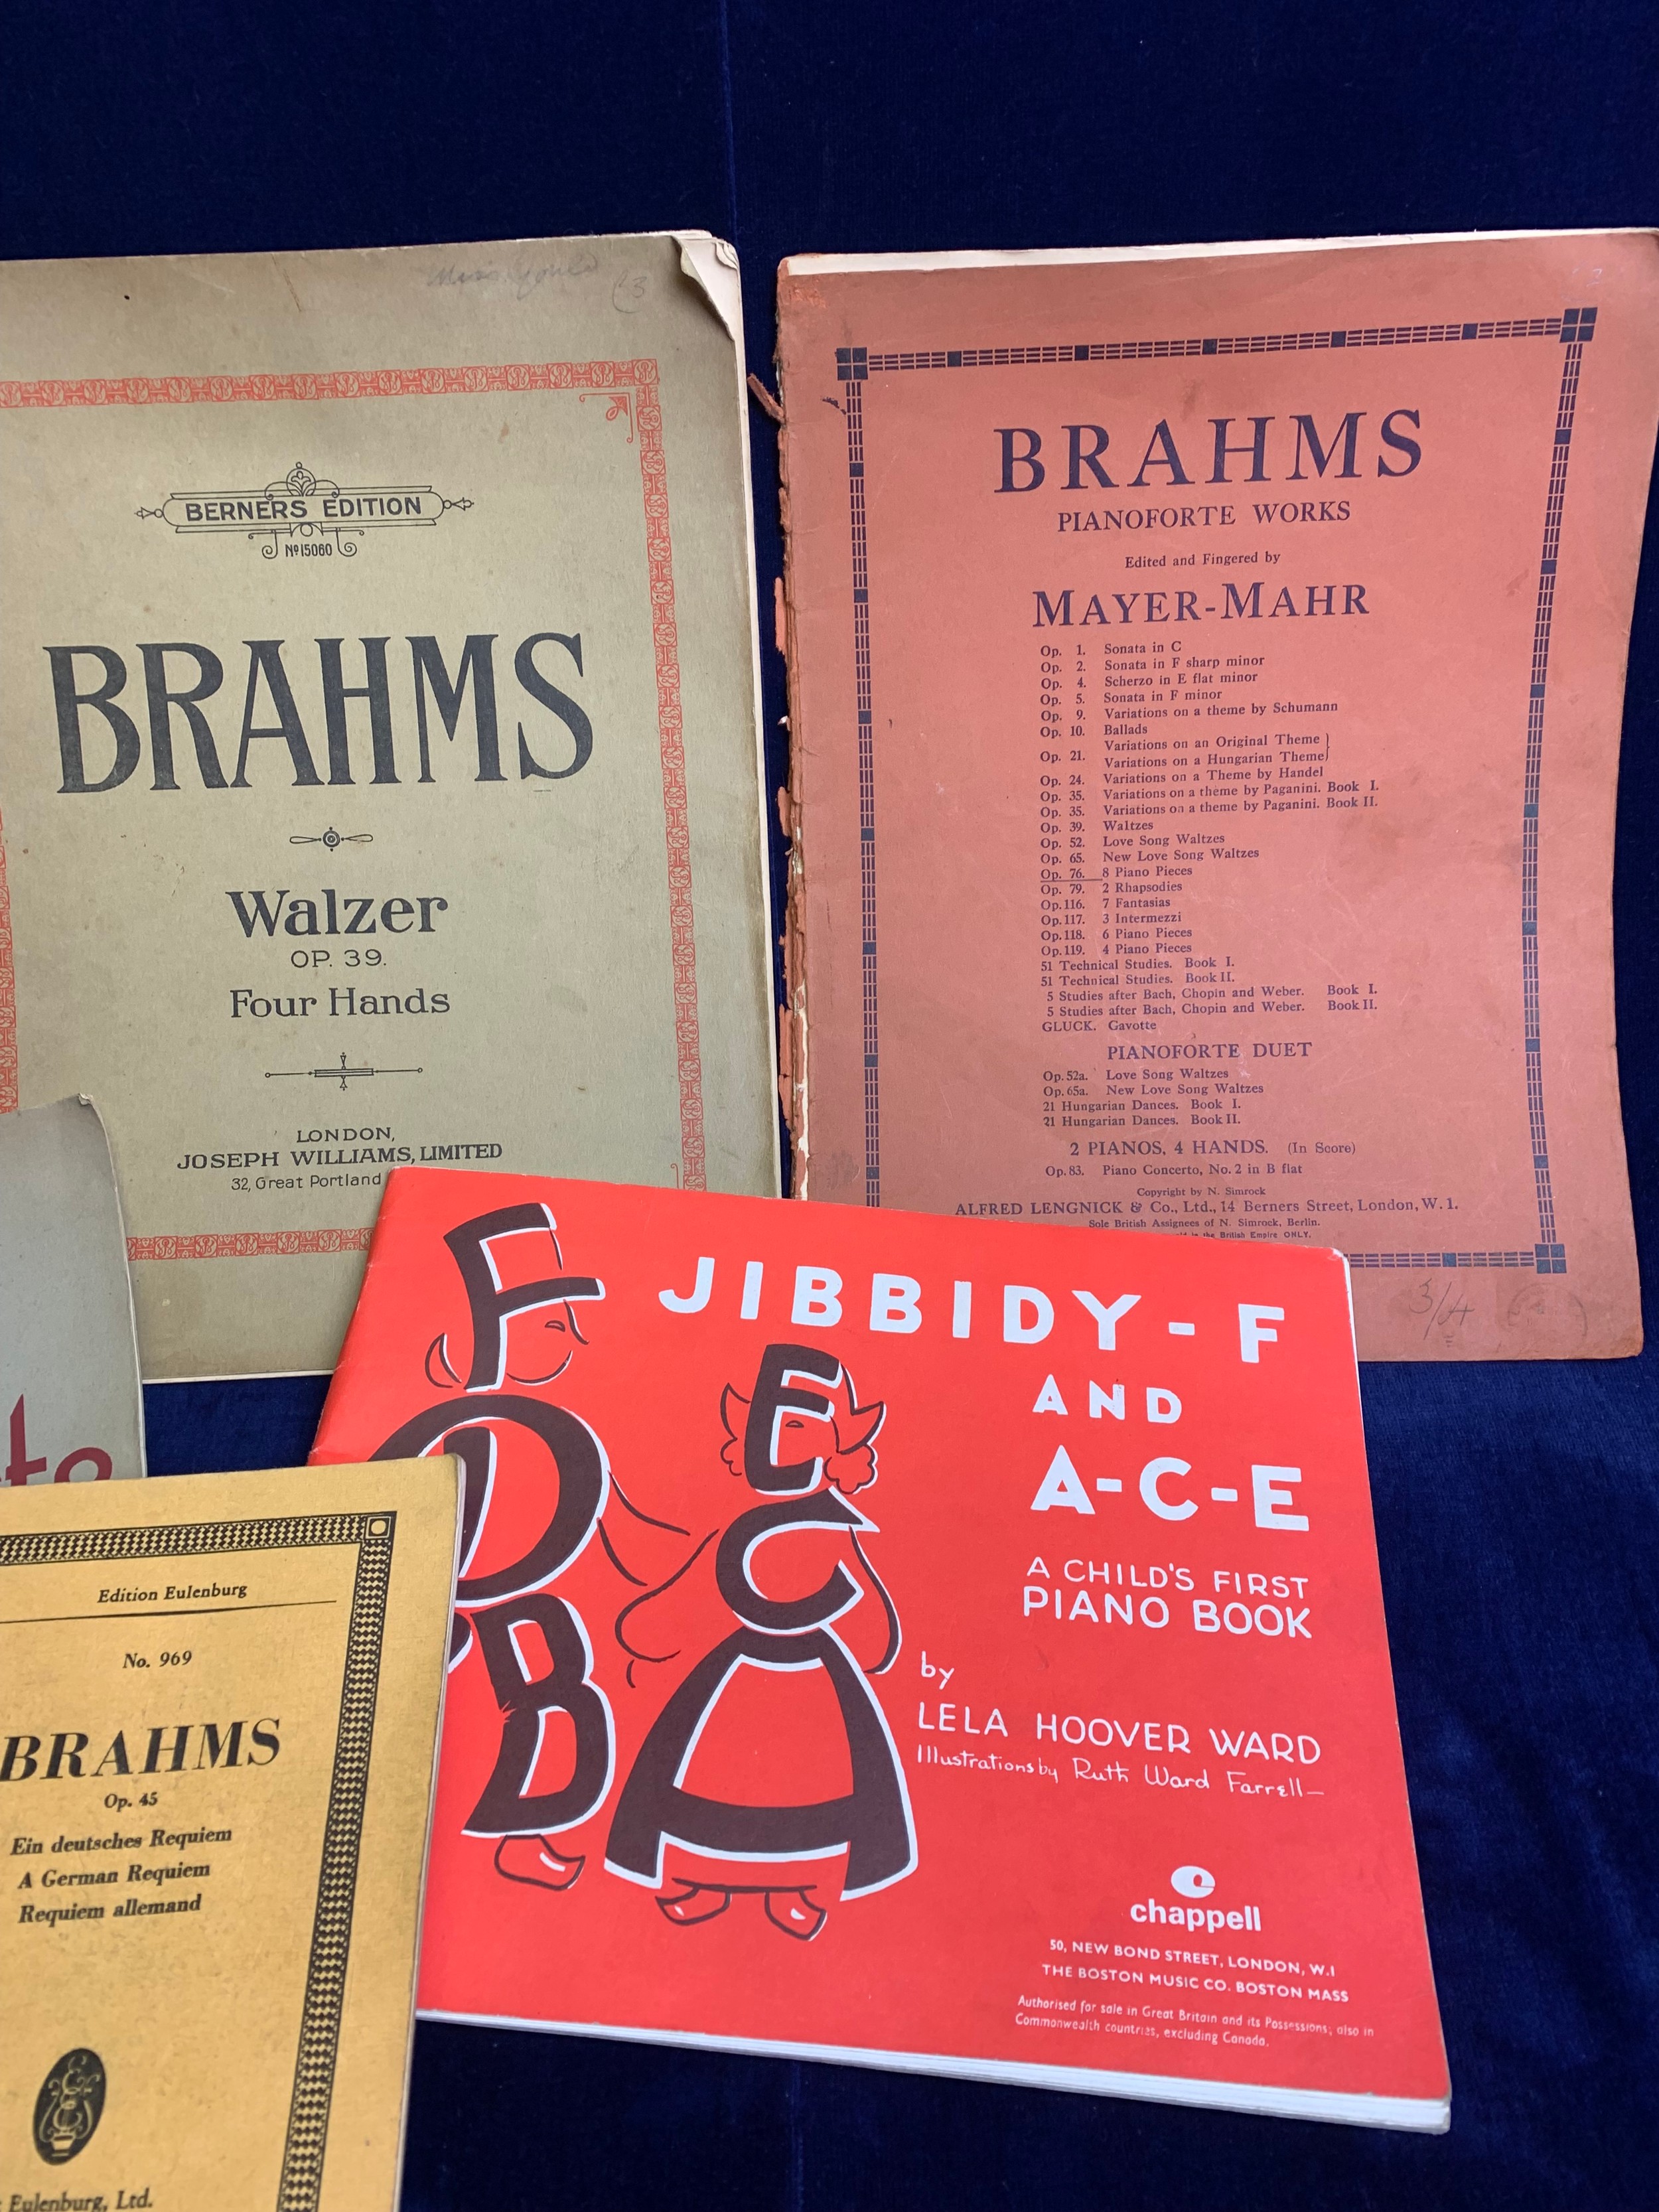 BERNERS EDITION
No 15060
BRAHMS
Walzer
OP. 39.
Four Hands
LONDON,
JOSEPH WILLIAMS, LIMITED
32, Great Portland
BRAHMS
PIANOFORTE WORKS
Edited and Fingered by
MAYER-MAHR
Op. 1. Sonata in C
Op. 2. Sonata in F sharp minor
Op. 4. Scherzo in E flat minor
Op. 5. Sonata in F minor
Op. 9. Variations on a theme by Schumann
Op. 10. Ballads
Op. 21. Variations on an Original Theme
Variations on a Hungarian Theme
Op. 24. Variations on a Theme by Handel
Op. 35. Variations on a theme by Paganini. Book I.
Op. 35. Variations on a theme by Paganini. Book II.
Op. 39. Waltzes
Op. 52. Love Song Waltzes
Op. 65. New Love Song Waltzes
Op. 76. 8 Piano Pieces
Op. 79. 2 Rhapsodies
Op. 116. 7 Fantasias
Op. 117. 3 Intermezzi
Op. 118. 6 Piano Pieces
Op. 119. 4 Piano Pieces
51 Technical Studies. Book I.
51 Technical Studies. Book II.
5 Studies after Bach, Chopin and Weber. Book I.
5 Studies after Bach, Chopin and Weber. Book II.
GLUCK. Gavotte
PIANOFORTE DUET
Op. 52a. Love Song Waltzes
Op. 65a. New Love Song Waltzes
21 Hungarian Dances. Book I.
21 Hungarian Dances. Book II.
2 PIANOS, 4 HANDS. (In Score)
Op. 83. Piano Concerto, No. 2 in B flat
Copyright by N. Simrock
ALFRED LENGNICK & Co., Ltd., 14 Berners Street, London, W. 1.
Sole British Assignees of N. Simrock, Berlin.
in the British Empire ONLY.
3/4
F
D
B
E
C
A
JIBBIDY-F
AND
A-C-E
A CHILD'S FIRST
PIANO BOOK
by
LELA HOOVER WARD
Illustrations by Ruth Ward Farrell
chappell
50, NEW BOND STREET, LONDON, W.1
THE BOSTON MUSIC CO. BOSTON MASS
Authorised for sale in Great Britain and its Possessions; also in
Commonwealth countries, excluding Canada.
Edition Eulenburg
No. 969
BRAHMS
Op. 45
Ein deutsches Requiem
A German Requiem
Requiem allemand
Eulenburg, Ltd.